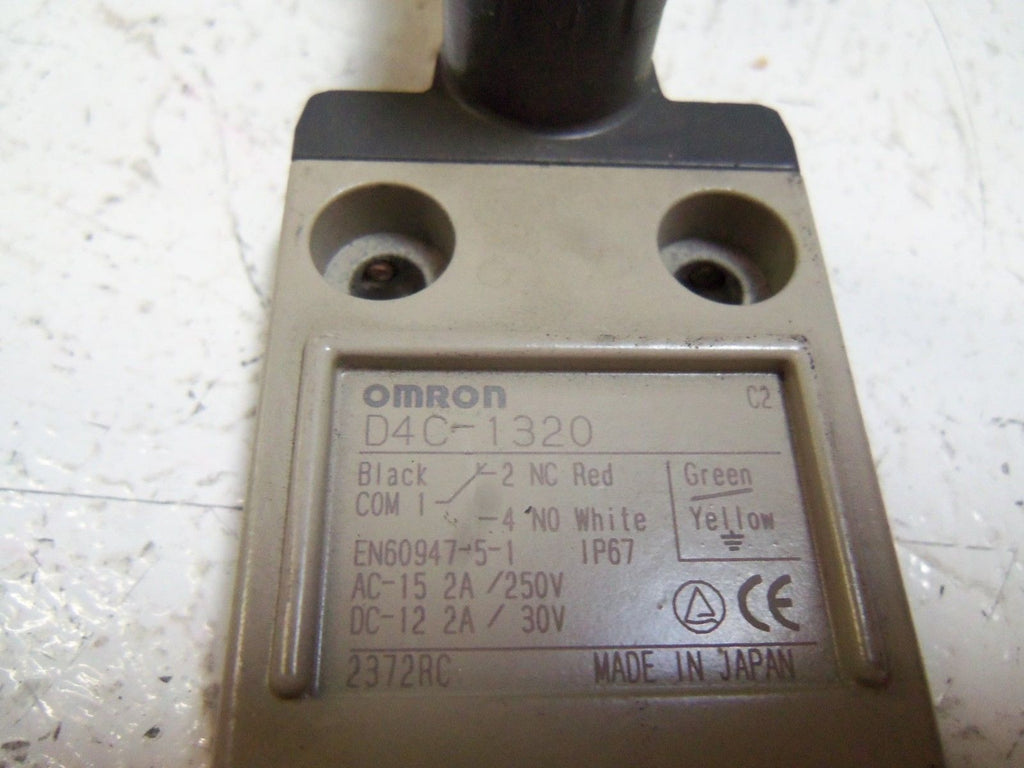 OMRON C2
D4C-1320
Black 2 NC Red Green
COM 1
4 NO White Yellow
EN60947-5-1 IP67
AC-15 2A / 250V
DC-12 2A / 30V CE
2372RC MADE IN JAPAN